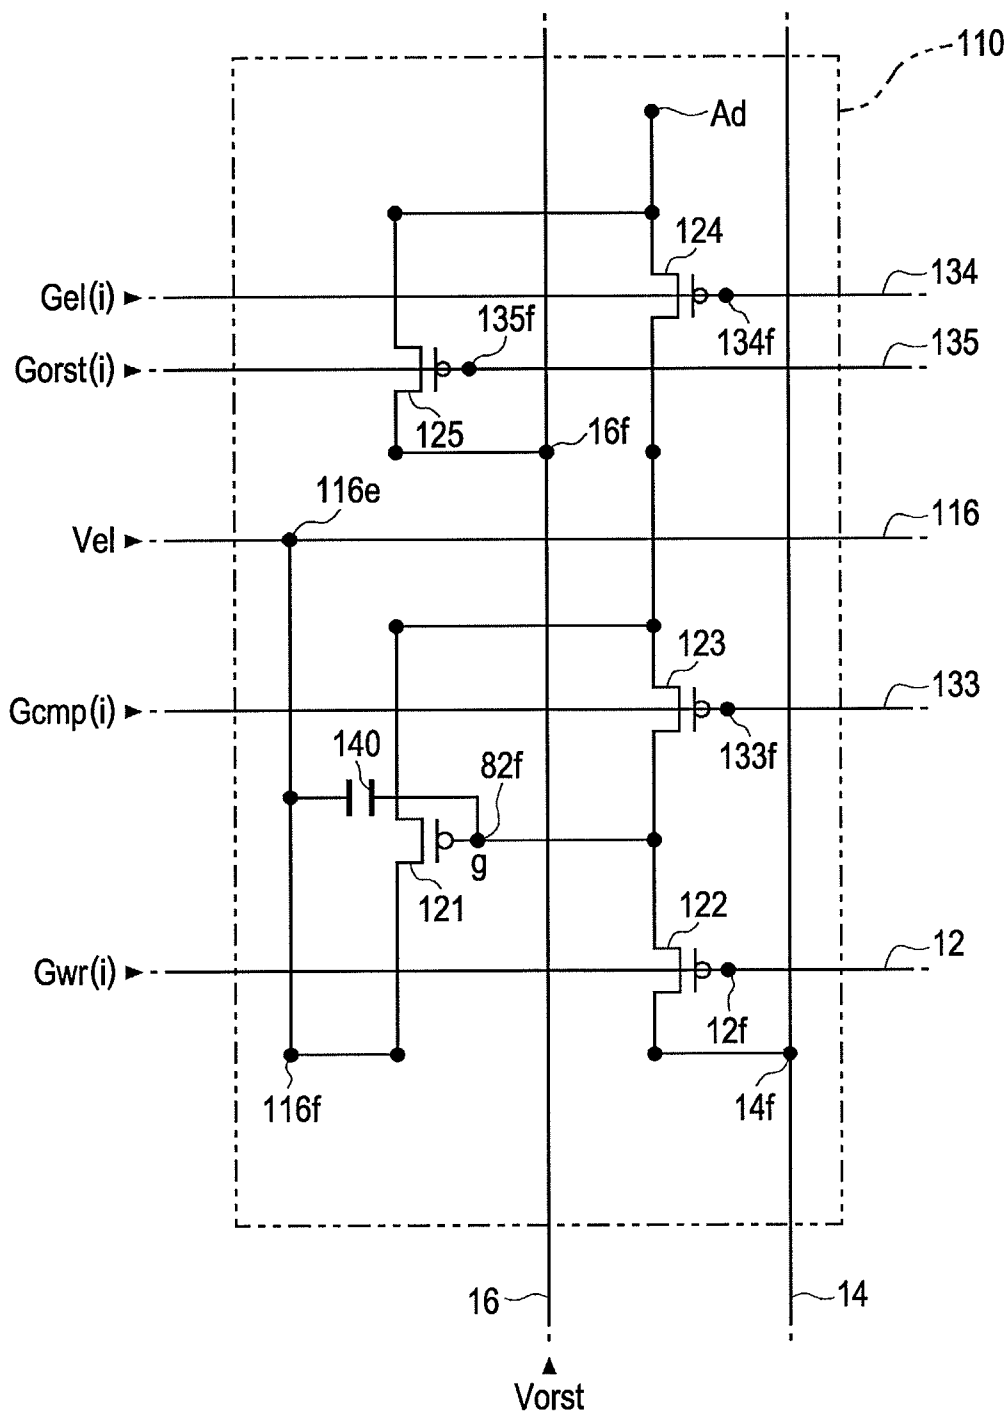 110
Ad
124
Gel(i)
134
135f
134f
Gorst(i)
135
125
16f
116e
Vel
116
123
Gcmp(i)
133
140
82f
133f
g
121
122
Gwr(i)
12
12f
116f
14f
16
14
Vorst